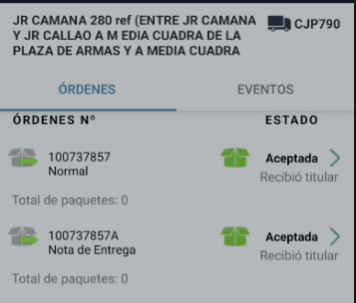 JR CAMANA 280 ref (ENTRE JR CAMANA
Y JR CALLAO A M EDIA CUADRA DE LA
PLAZA DE ARMAS Y A MEDIA CUADRA
CJP790
ÓRDENES
EVENTOS
ÓRDENES Nº
ESTADO
100737857
Normal
Aceptada
Recibió titular
Total de paquetes: 0
100737857A
Nota de Entrega
Aceptada
Recibió titular
Total de paquetes: 0